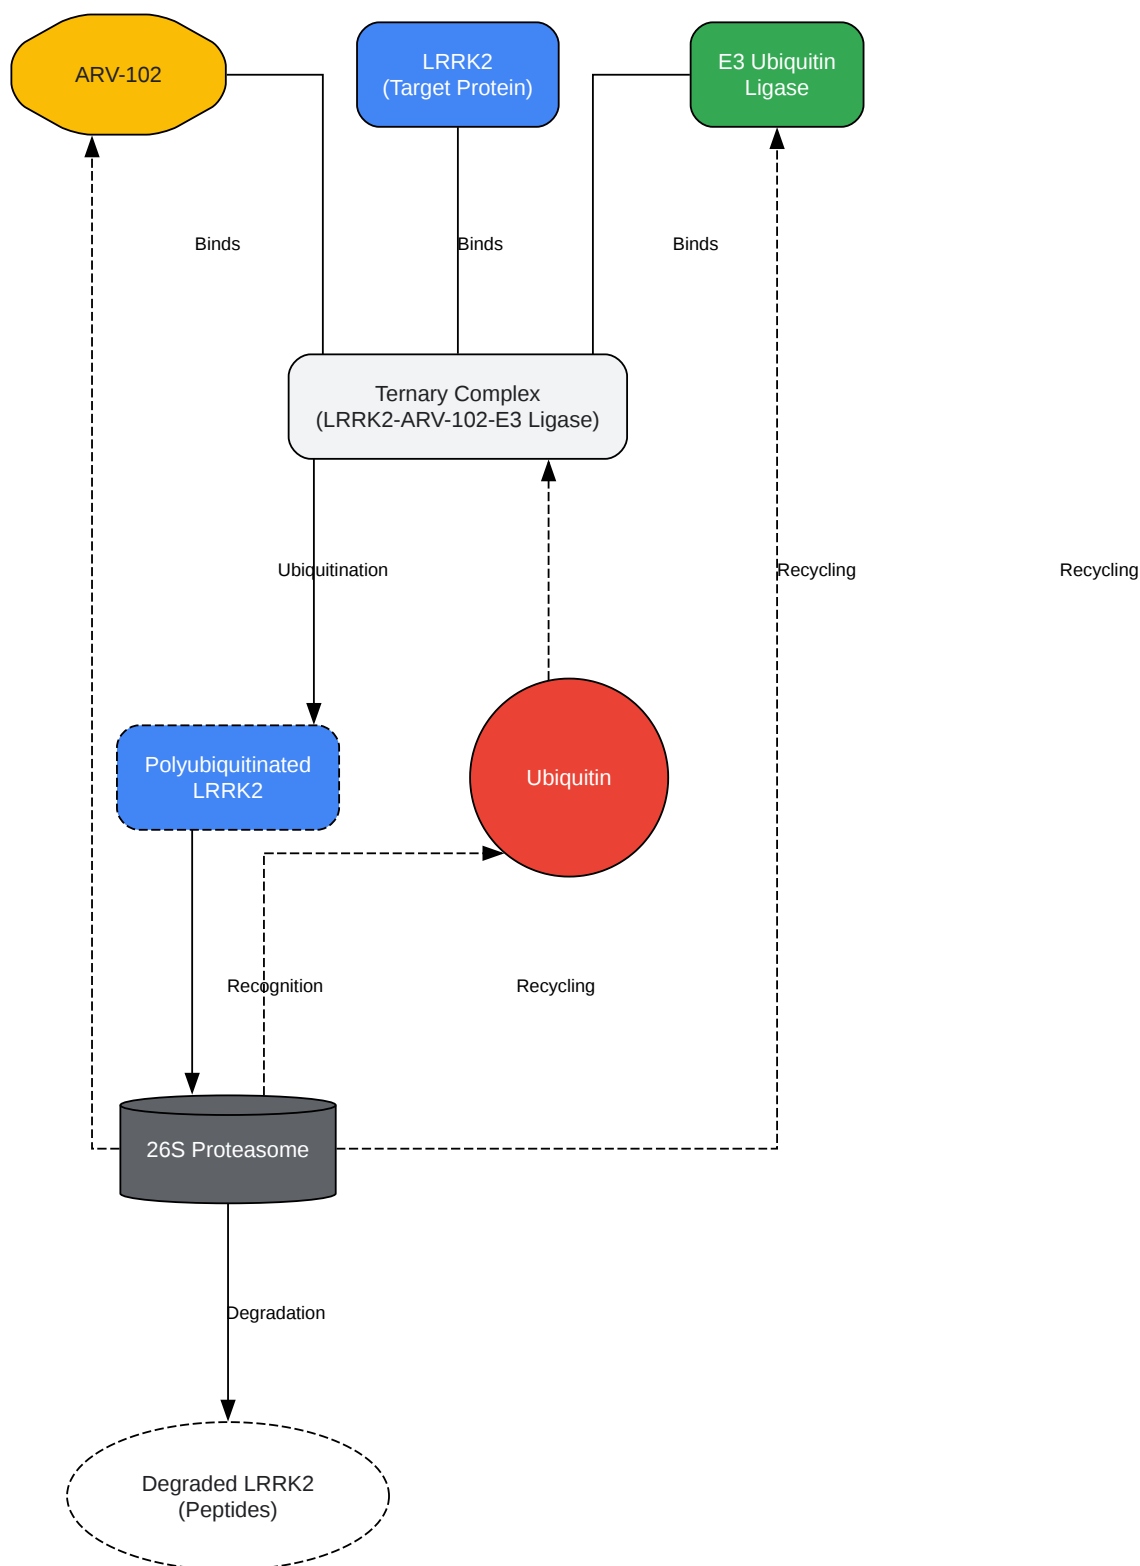 ARV-102
LRRK2
(Target Protein)
E3 Ubiquitin
Ligase
Binds
Binds
Binds
Ternary Complex
(LRRK2-ARV-102-E3 Ligase)
Ubiquitination
Recycling
Recycling
Polyubiquitinated
LRRK2
Ubiquitin
Recognition
Recycling
26S Proteasome
Degradation
Degraded LRRK2
(Peptides)